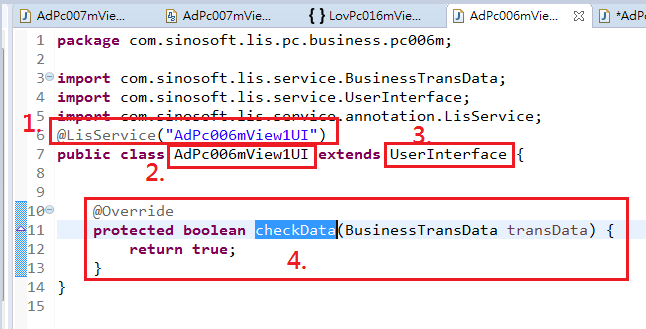 AdPc007mVie... AdPc007mVie... { } LovPc016mVie... AdPc006mView... *AdPc
1 package com.sinosoft.lis.pc.business.pc006m;
2
3 import com.sinosoft.lis.service.BusinessTransData;
4 import com.sinosoft.lis.service.UserInterface;
5 import com.sinosoft.lis.service.annotation.LisService;
1.
6 @LisService("AdPc006mView1UI")
3.
7 public class AdPc006mView1UI extends UserInterface {
2.
8
9
10 @Override
11 protected boolean checkData(BusinessTransData transData) {
12 return true;
4.
13 }
14 }
15